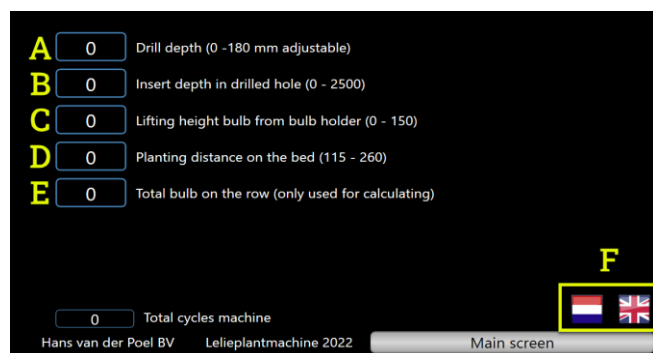 A 0 Drill depth (0 -180 mm adjustable)
B 0 Insert depth in drilled hole (0 - 2500)
C 0 Lifting height bulb from bulb holder (0 - 150)
D 0 Planting distance on the bed (115 - 260)
E 0 Total bulb on the row (only used for calculating)
F
0 Total cycles machine
Hans van der Poel BV Lelieplantmachine 2022 Main screen